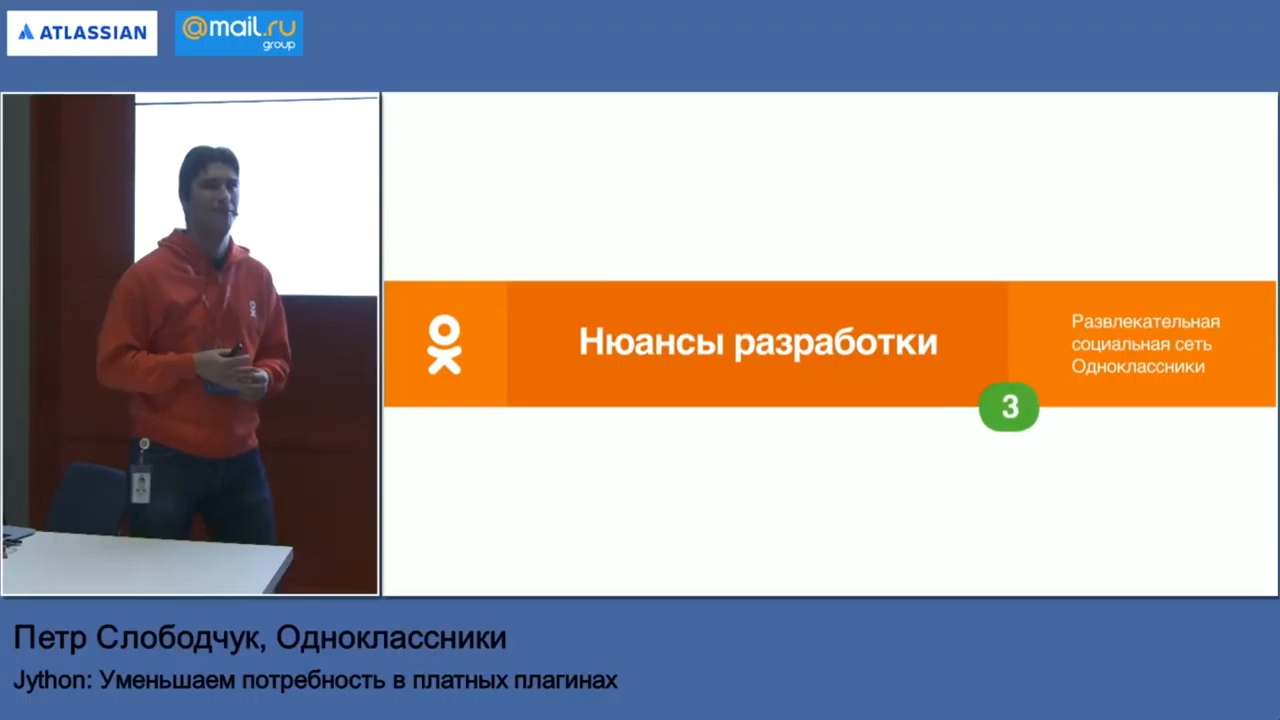 ATLASSIAN
@mail.ru
group
Нюансы разработки
Развлекательная
социальная сеть
Одноклассники
3
Петр Слободчук, Одноклассники
Jython: Уменьшаем потребность в платных плагинах